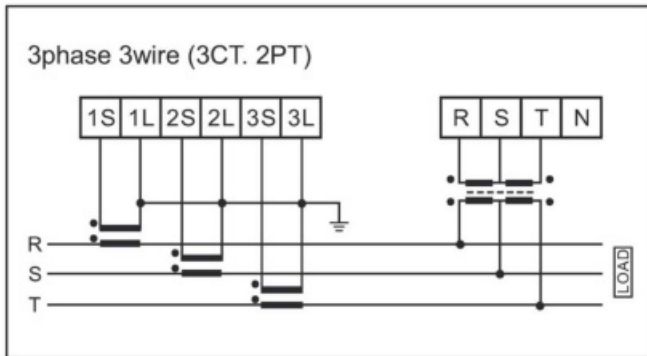 3phase 3wire (3CT. 2PT)
1S 1L 2S 2L 3S 3L
R S T N
R
S
T
LOAD